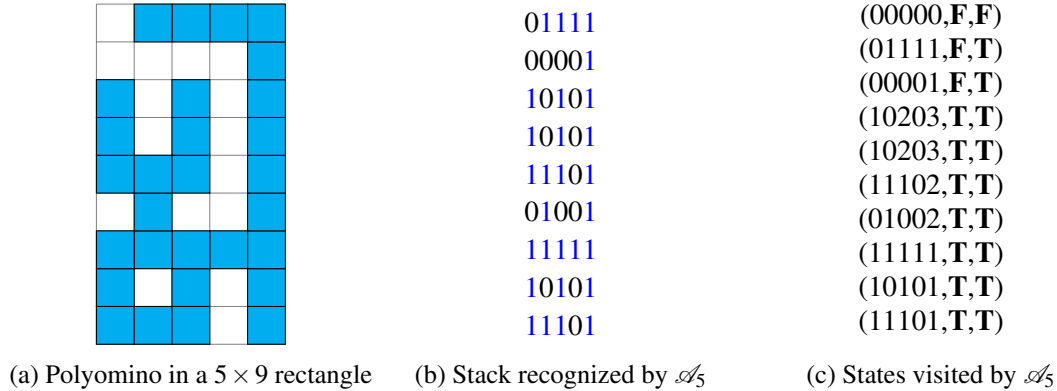 01111
00001
10101
10101
11101
01001
11111
10101
11101
(00000,F,F)
(01111,F,T)
(00001,F,T)
(10203,T,T)
(10203,T,T)
(11102,T,T)
(01002,T,T)
(11111,T,T)
(10101,T,T)
(11101,T,T)
(a) Polyomino in a 5 × 9 rectangle
(b) Stack recognized by 𝒜₅
(c) States visited by 𝒜₅